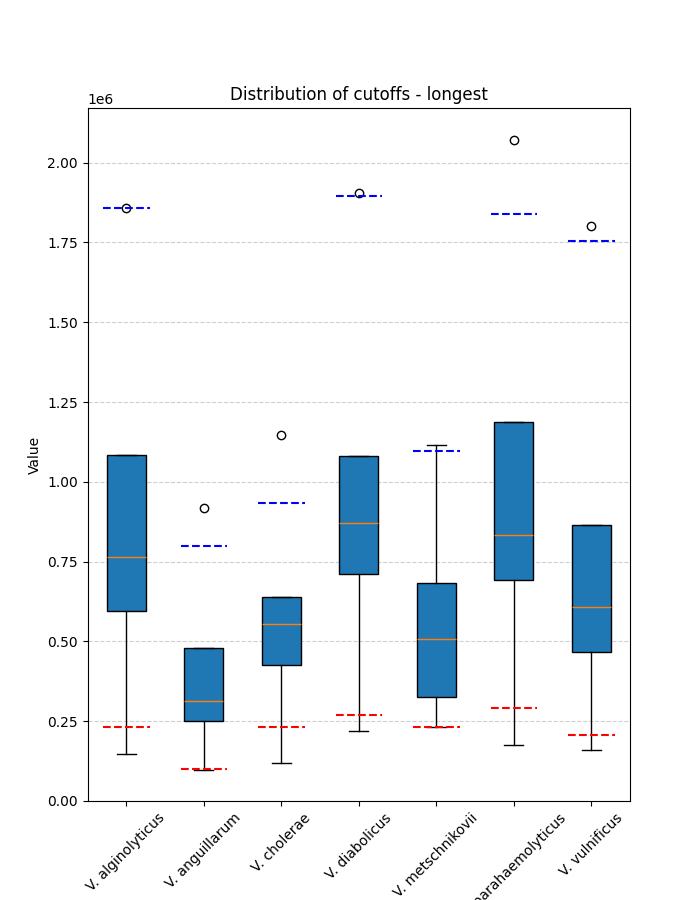 Distribution of cutoffs - longest
1e6
2.00
1.75
1.50
1.25
1.00
0.75
0.50
0.25
0.00
Value
V. alginolyticus
V. anguillarum
V. cholerae
V. diabolicus
V. metschnikovii
parahaemolyticus
V. vulnificus